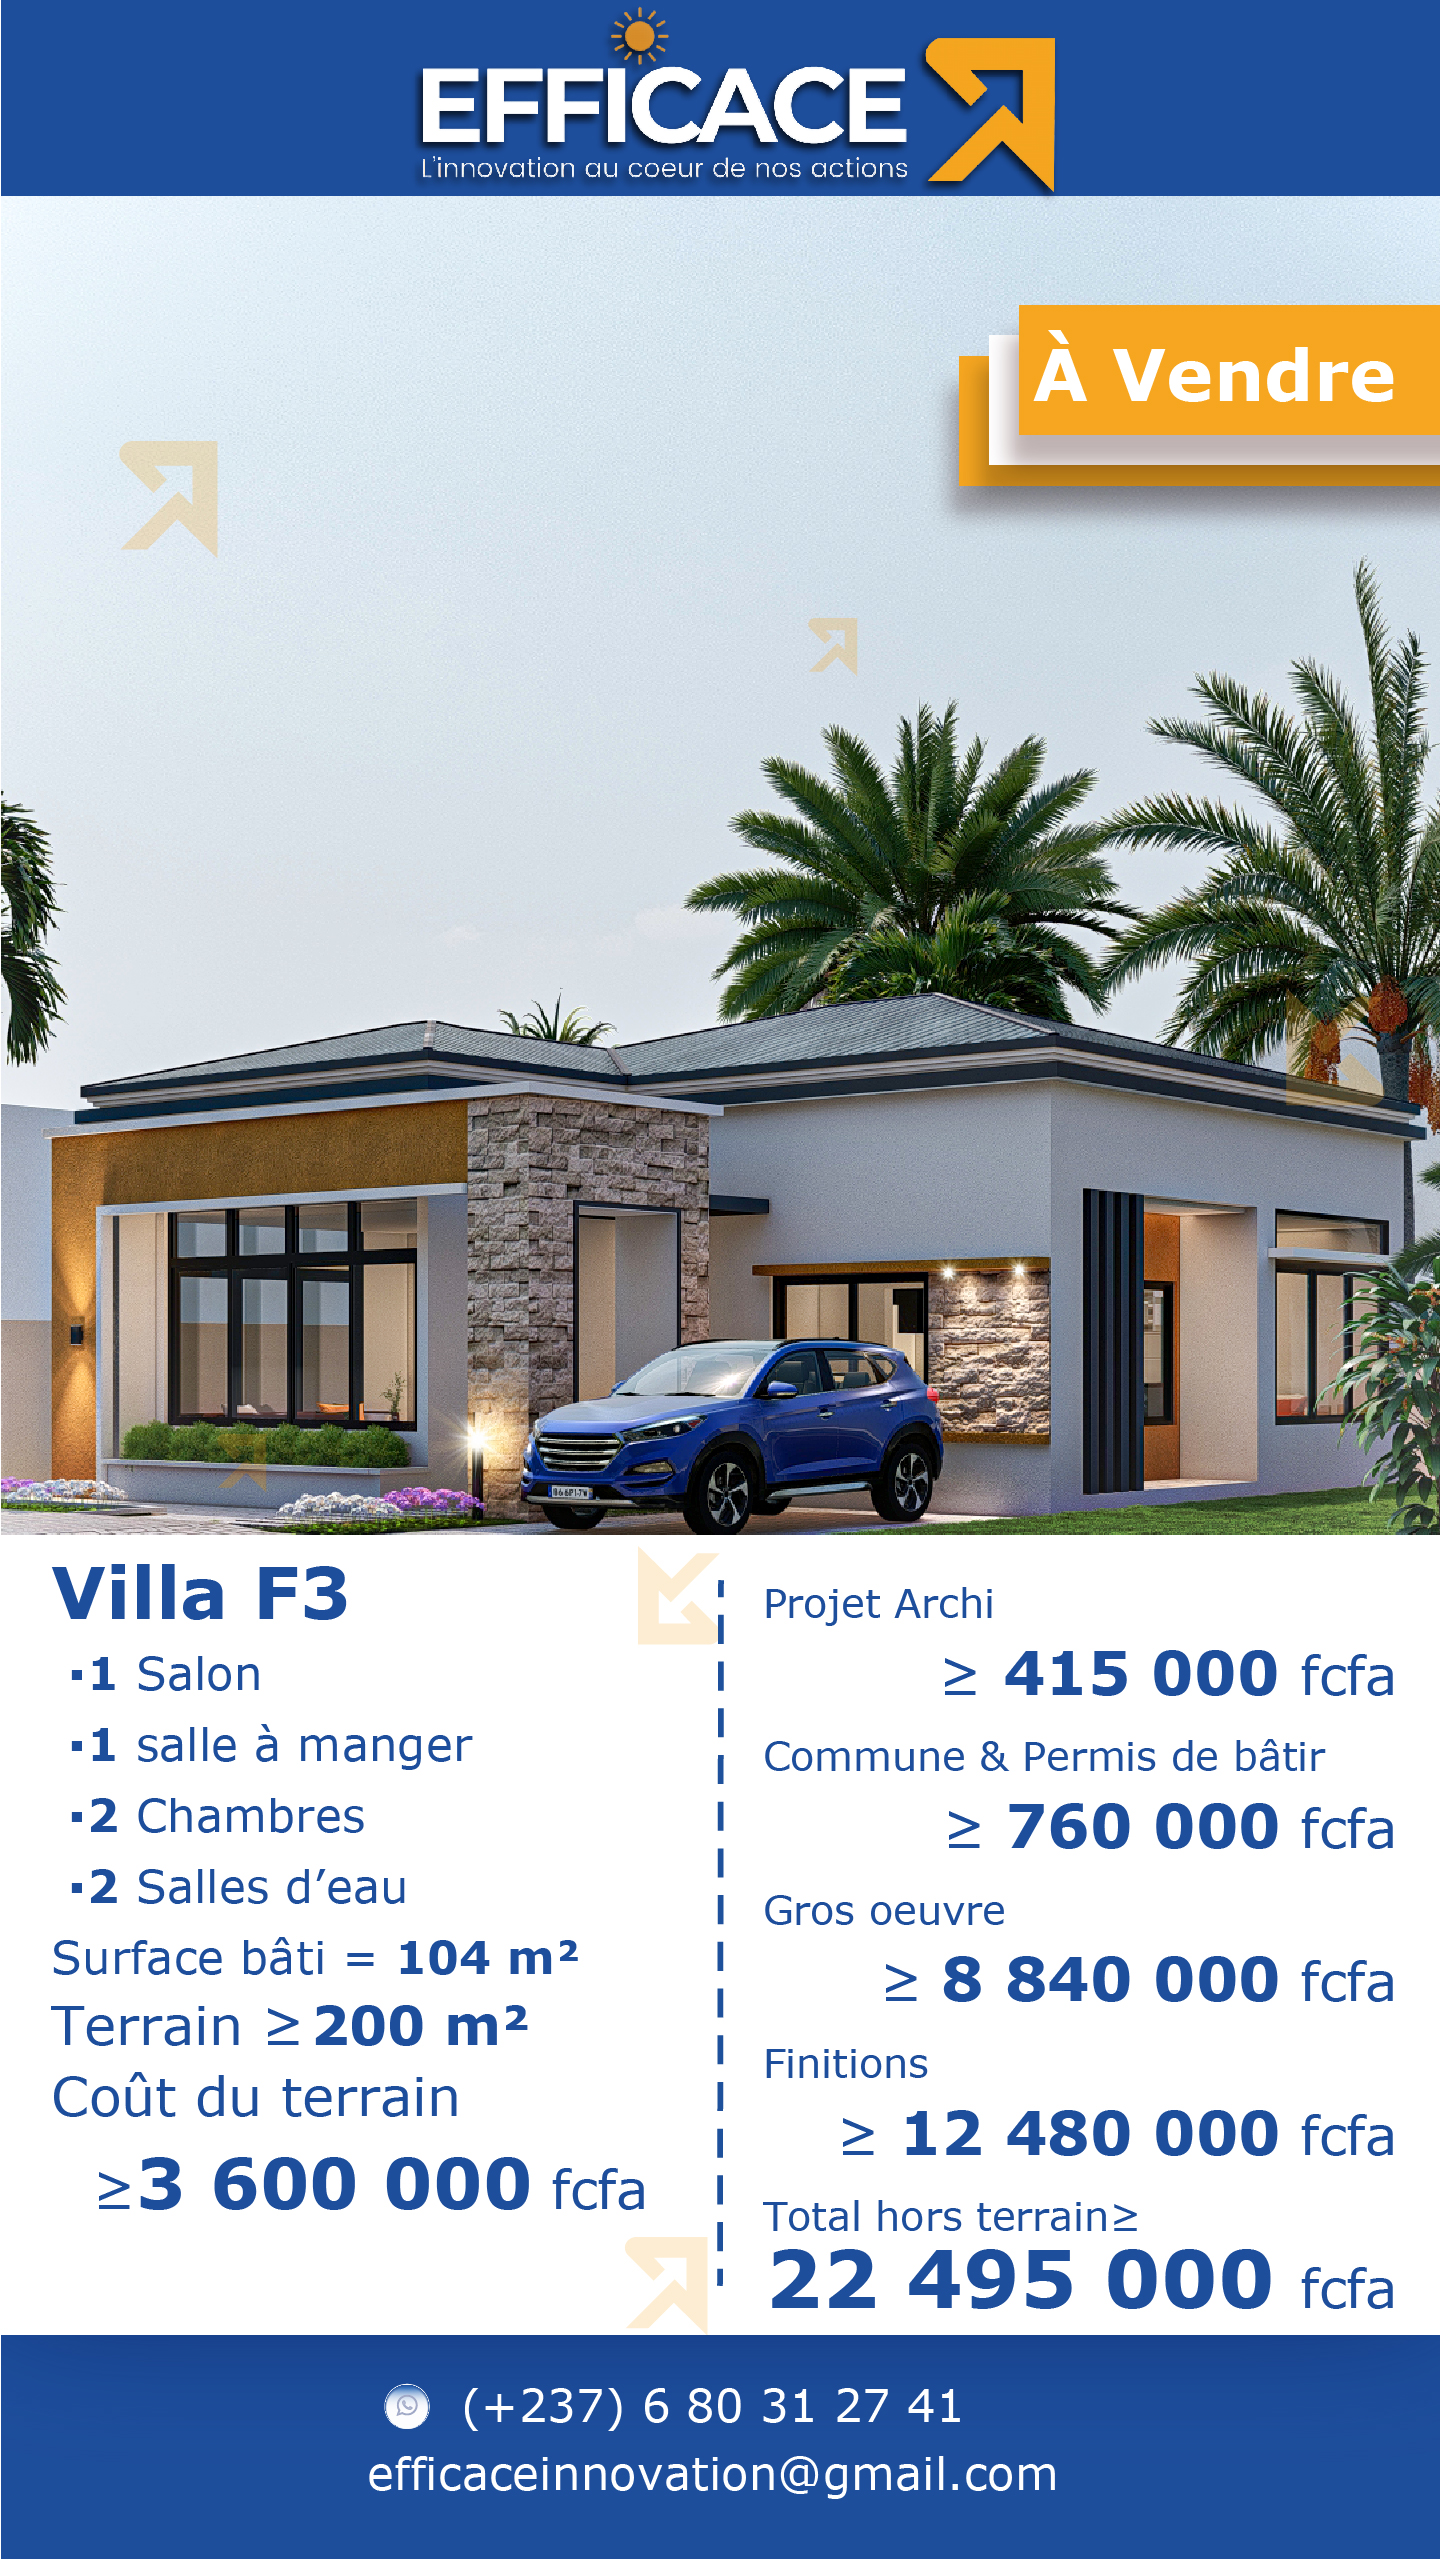 EFFICACE
L'innovation au coeur de nos actions
À Vendre
Villa F3
▪1 Salon
▪1 salle à manger
▪2 Chambres
▪2 Salles d’eau
Surface bâti = 104 m²
Terrain ≥ 200 m²
Coût du terrain
≥3 600 000 fcfa
Projet Archi
≥ 415 000 fcfa
Commune & Permis de bâtir
≥ 760 000 fcfa
Gros oeuvre
≥ 8 840 000 fcfa
Finitions
≥ 12 480 000 fcfa
Total hors terrain≥
22 495 000 fcfa
(+237) 6 80 31 27 41
efficaceinnovation@gmail.com